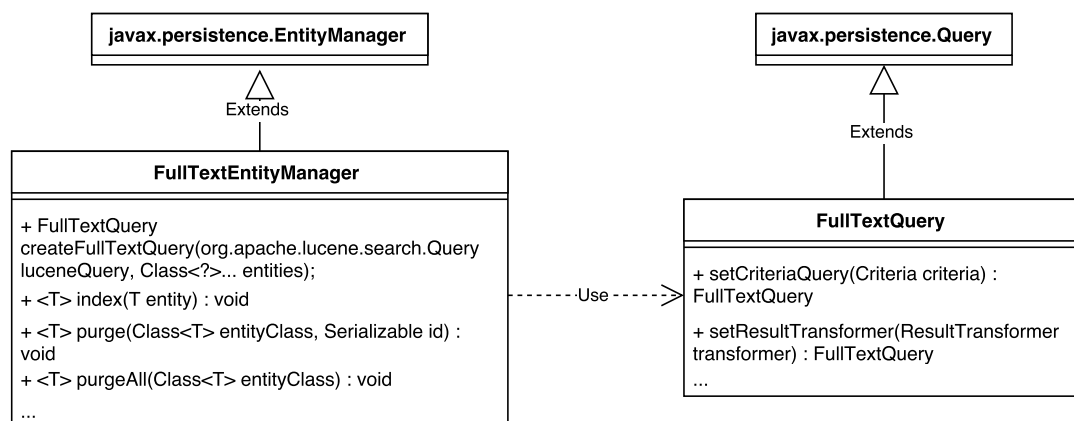 javax.persistence.EntityManager
javax.persistence.Query
Extends
Extends
FullTextEntityManager
+ FullTextQuery
createFullTextQuery(org.apache.lucene.search.Query
luceneQuery, Class<?>... entities);
+ <T> index(T entity) : void
+ <T> purge(Class<T> entityClass, Serializable id) :
void
+ <T> purgeAll(Class<T> entityClass) : void
...
Use
FullTextQuery
+ setCriteriaQuery(Criteria criteria) :
FullTextQuery
+ setResultTransformer(ResultTransformer
transformer) : FullTextQuery
...